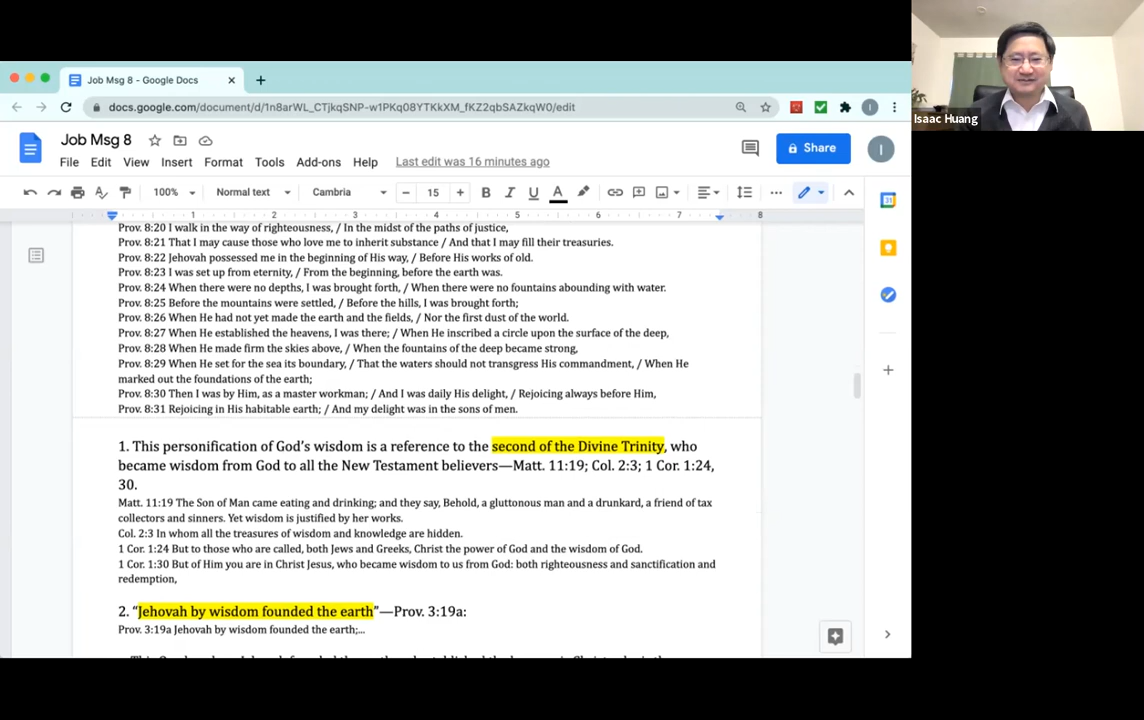 Job Msg 8 - Google Docs
docs.google.com/document/d/1n8arWL_CTjkqSNP-w1PKq08YTKkXM_fKZ2qbSAZkqW0/edit
Isaac Huang
Job Msg 8
Share
File Edit View Insert Format Tools Add-ons Help Last edit was 16 minutes ago
100% Normal text Cambria 15 B I U A
1 2 3 4 5 6 7 8
Prov. 8:20 I walk in the way of righteousness, / In the midst of the paths of justice,
Prov. 8:21 That I may cause those who love me to inherit substance / And that I may fill their treasuries.
Prov. 8:22 Jehovah possessed me in the beginning of His way, / Before His works of old.
Prov. 8:23 I was set up from eternity, / From the beginning, before the earth was.
Prov. 8:24 When there were no depths, I was brought forth, / When there were no fountains abounding with water.
Prov. 8:25 Before the mountains were settled, / Before the hills, I was brought forth;
Prov. 8:26 When He had not yet made the earth and the fields, / Nor the first dust of the world.
Prov. 8:27 When He established the heavens, I was there; / When He inscribed a circle upon the surface of the deep,
Prov. 8:28 When He made firm the skies above, / When the fountains of the deep became strong,
Prov. 8:29 When He set for the sea its boundary, / That the waters should not transgress His commandment, / When He
marked out the foundations of the earth;
Prov. 8:30 Then I was by Him, as a master workman; / And I was daily His delight, / Rejoicing always before Him,
Prov. 8:31 Rejoicing in His habitable earth; / And my delight was in the sons of men.
1. This personification of God's wisdom is a reference to the second of the Divine Trinity, who
became wisdom from God to all the New Testament believers—Matt. 11:19; Col. 2:3; 1 Cor. 1:24,
30.
Matt. 11:19 The Son of Man came eating and drinking; and they say, Behold, a gluttonous man and a drunkard, a friend of tax
collectors and sinners. Yet wisdom is justified by her works.
Col. 2:3 In whom all the treasures of wisdom and knowledge are hidden.
1 Cor. 1:24 But to those who are called, both Jews and Greeks, Christ the power of God and the wisdom of God.
1 Cor. 1:30 But of Him you are in Christ Jesus, who became wisdom to us from God: both righteousness and sanctification and
redemption,
2. “Jehovah by wisdom founded the earth”—Prov. 3:19a:
Prov. 3:19a Jehovah by wisdom founded the earth;...